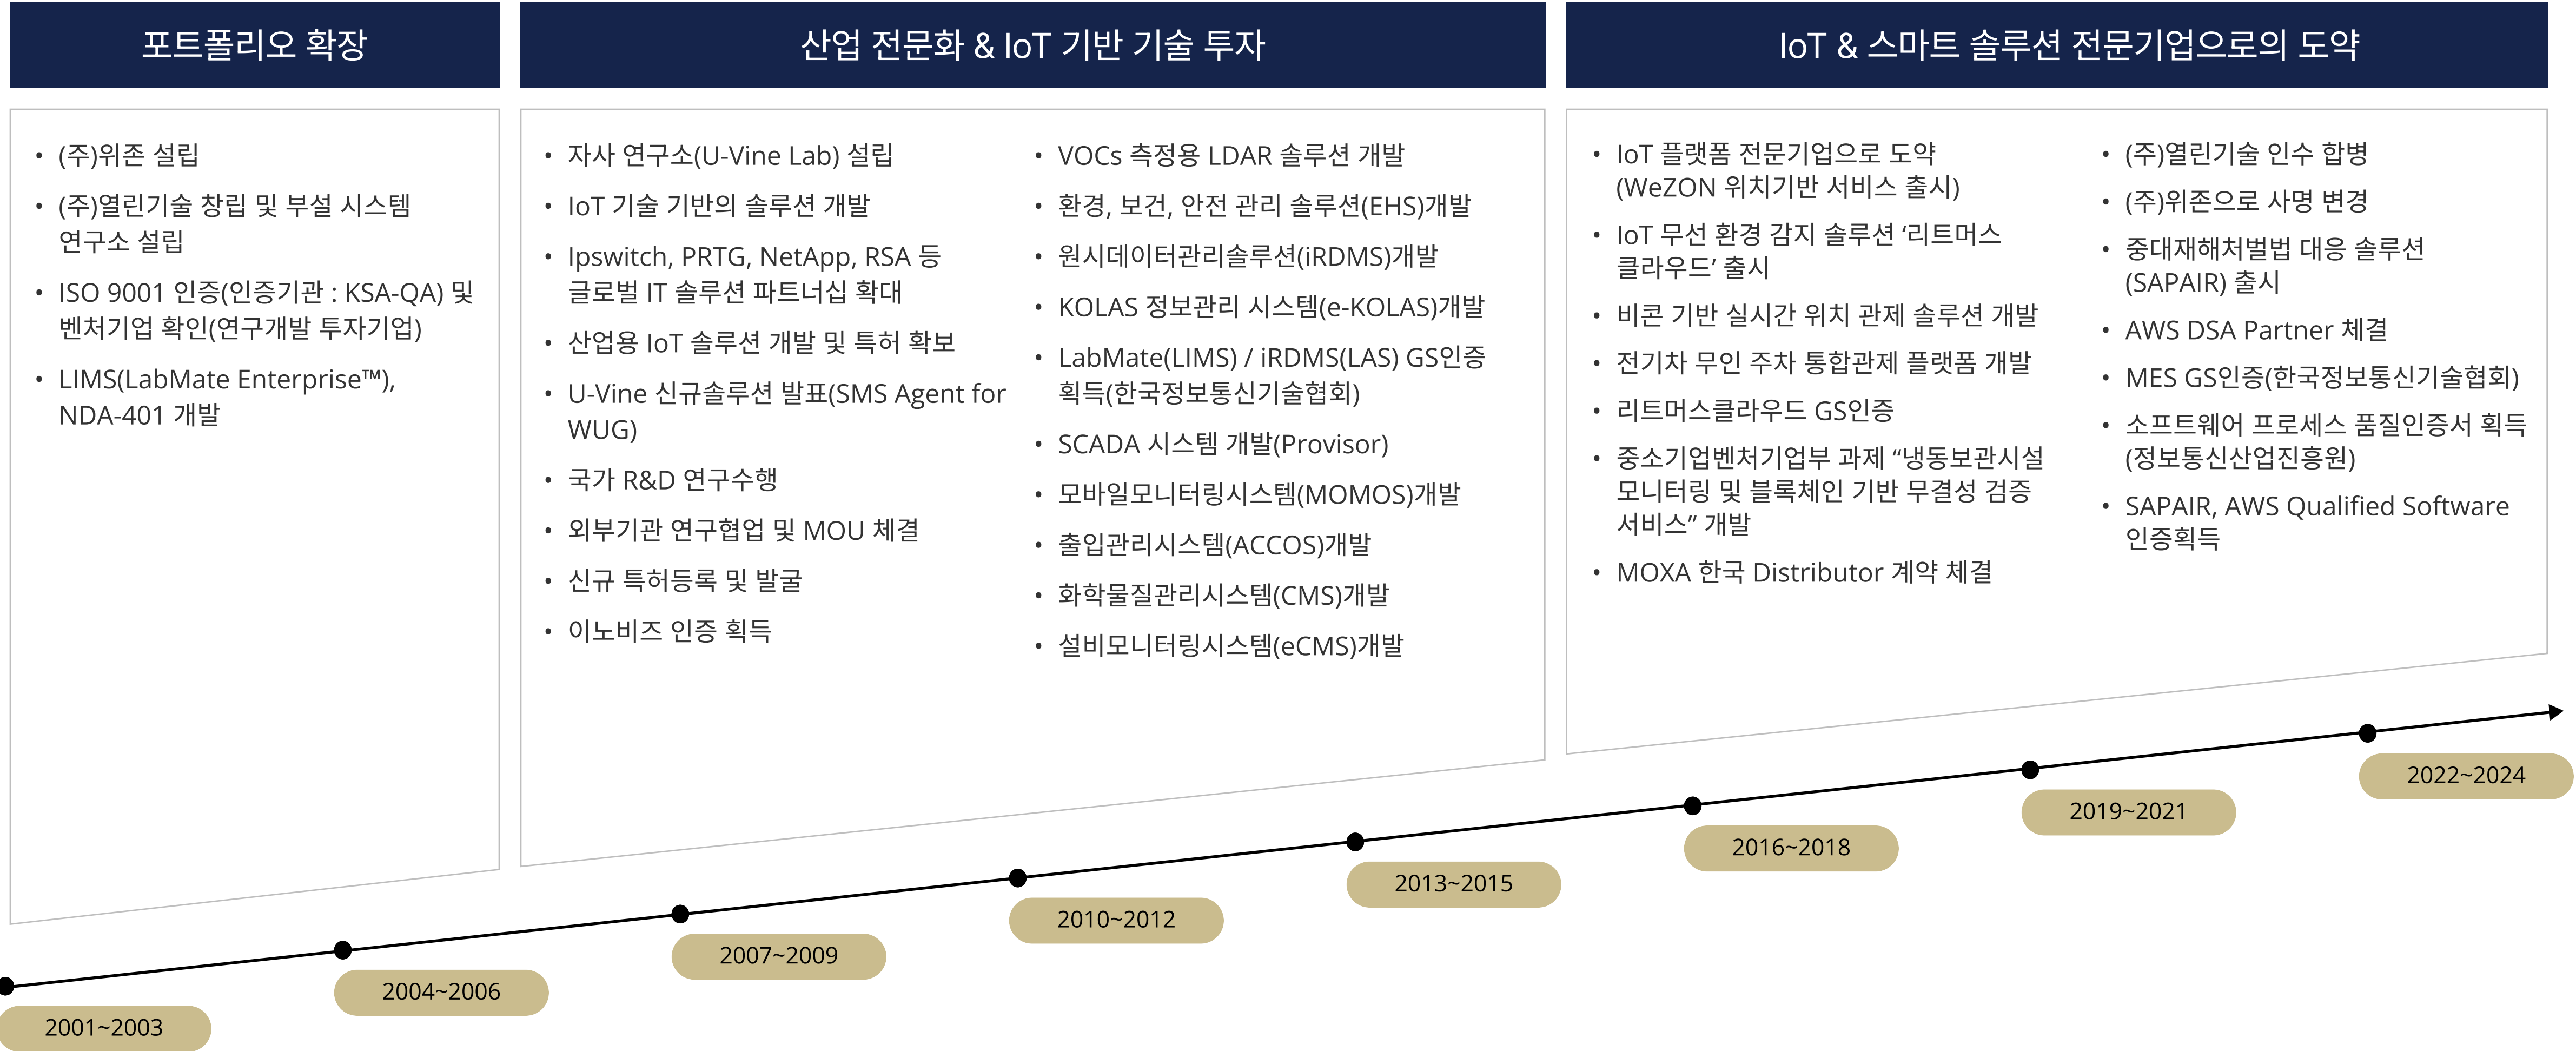 포트폴리오 확장
• (주)위존 설립
• (주)열린기술 창립 및 부설 시스템
연구소 설립
• ISO 9001 인증(인증기관 : KSA-QA) 및
벤처기업 확인(연구개발 투자기업)
• LIMS(LabMate Enterprise™),
NDA-401 개발
산업 전문화 & IoT 기반 기술 투자
• 자사 연구소(U-Vine Lab) 설립
• IoT 기술 기반의 솔루션 개발
• Ipswitch, PRTG, NetApp, RSA 등
글로벌 IT 솔루션 파트너십 확대
• 산업용 IoT 솔루션 개발 및 특허 확보
• U-Vine 신규솔루션 발표(SMS Agent for
WUG)
• 국가 R&D 연구수행
• 외부기관 연구협업 및 MOU 체결
• 신규 특허등록 및 발굴
• 이노비즈 인증 획득
• VOCs 측정용 LDAR 솔루션 개발
• 환경, 보건, 안전 관리 솔루션(EHS)개발
• 원시데이터관리솔루션(iRDMS)개발
• KOLAS 정보관리 시스템(e-KOLAS)개발
• LabMate(LIMS) / iRDMS(LAS) GS인증
획득(한국정보통신기술협회)
• SCADA 시스템 개발(Provisor)
• 모바일모니터링시스템(MOMOS)개발
• 출입관리시스템(ACCOS)개발
• 화학물질관리시스템(CMS)개발
• 설비모니터링시스템(eCMS)개발
IoT & 스마트 솔루션 전문기업으로의 도약
• IoT 플랫폼 전문기업으로 도약
(WeZON 위치기반 서비스 출시)
• IoT 무선 환경 감지 솔루션 ‘리트머스
클라우드’ 출시
• 비콘 기반 실시간 위치 관제 솔루션 개발
• 전기차 무인 주차 통합관제 플랫폼 개발
• 리트머스클라우드 GS인증
• 중소기업벤처기업부 과제 “냉동보관시설
모니터링 및 블록체인 기반 무결성 검증
서비스” 개발
• MOXA 한국 Distributor 계약 체결
• (주)열린기술 인수 합병
• (주)위존으로 사명 변경
• 중대재해처벌법 대응 솔루션
(SAPAIR) 출시
• AWS DSA Partner 체결
• MES GS인증(한국정보통신기술협회)
• 소프트웨어 프로세스 품질인증서 획득
(정보통신산업진흥원)
• SAPAIR, AWS Qualified Software
인증획득
2001~2003
2004~2006
2007~2009
2010~2012
2013~2015
2016~2018
2019~2021
2022~2024